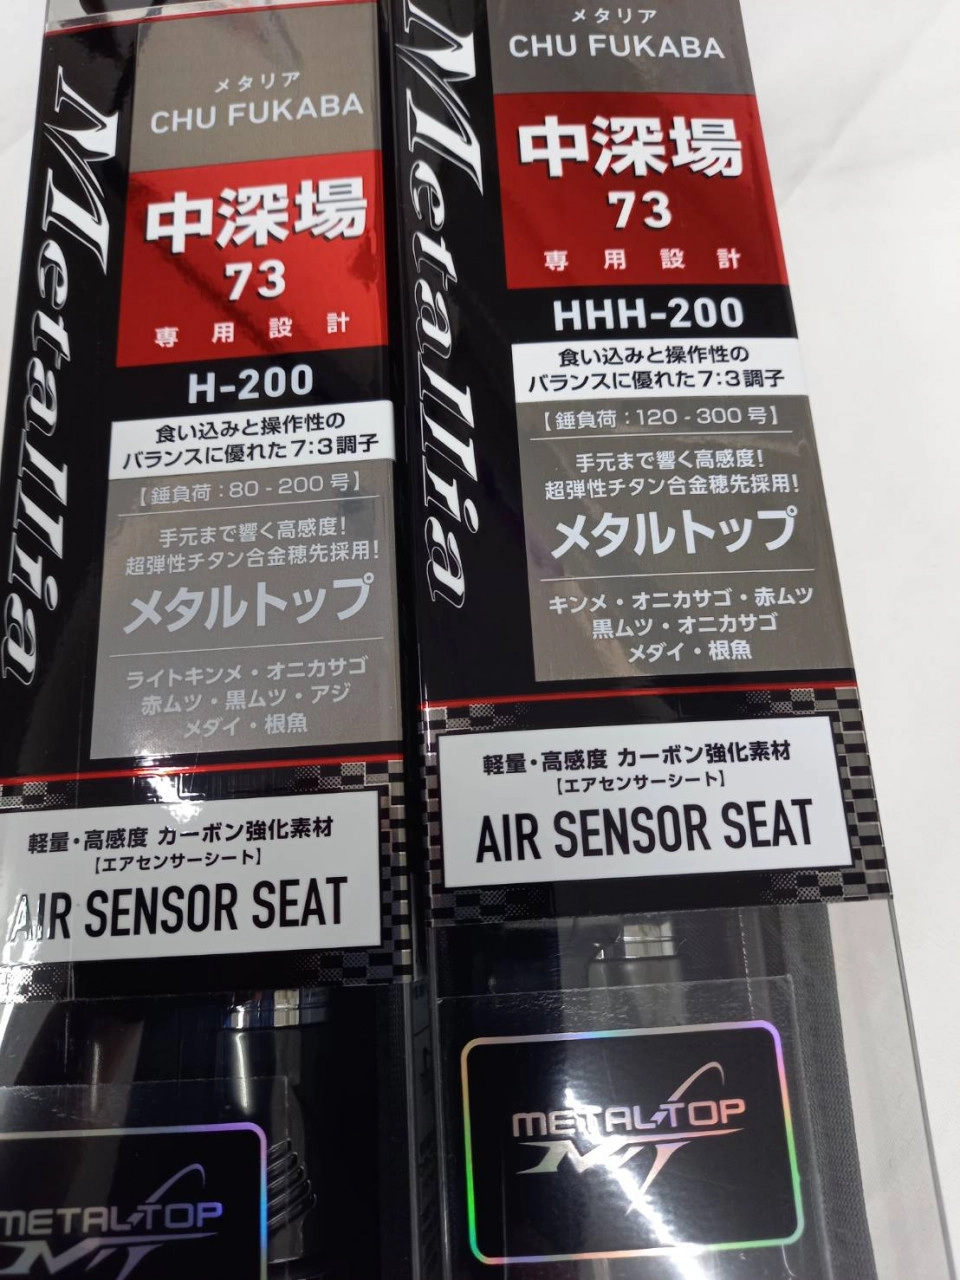 Metallia
メタリア
CHU FUKABA
中深場
73
専用設計
H-200
食い込みと操作性の
バランスに優れた7:3調子
【錘負荷:80-200号】
手元まで響く高感度!
超弾性チタン合金穂先採用!
メタルトップ
ライトキンメ・オニカサゴ
赤ムツ・黒ムツ・アジ
メダイ・根魚
軽量・高感度 カーボン強化素材
【エアセンサーシート】
AIR SENSOR SEAT
METAL TOP
MT
Metallia
メタリア
CHU FUKABA
中深場
73
専用設計
HHH-200
食い込みと操作性の
バランスに優れた7:3調子
【錘負荷:120-300号】
手元まで響く高感度!
超弾性チタン合金穂先採用!
メタルトップ
キンメ・オニカサゴ・赤ムツ
黒ムツ・オニカサゴ
メダイ・根魚
軽量・高感度 カーボン強化素材
【エアセンサーシート】
AIR SENSOR SEAT
METAL TOP
MT